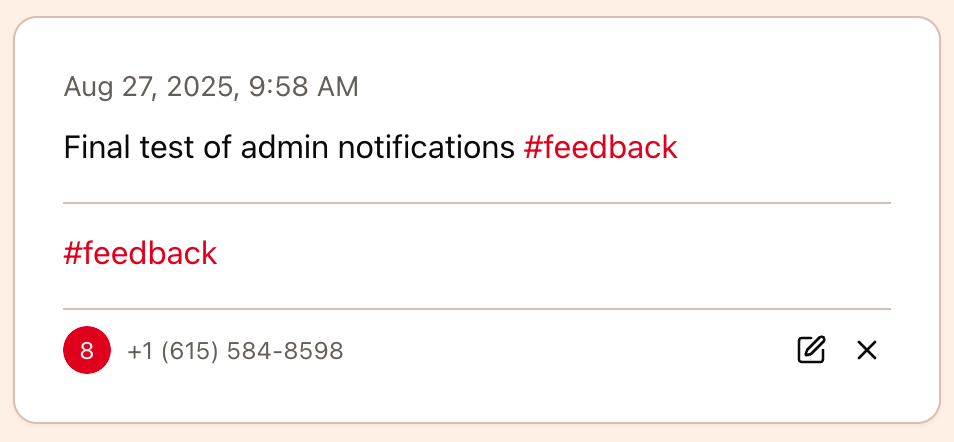 Aug 27, 2025, 9:58 AM
Final test of admin notifications #feedback
#feedback
8 +1 (615) 584-8598